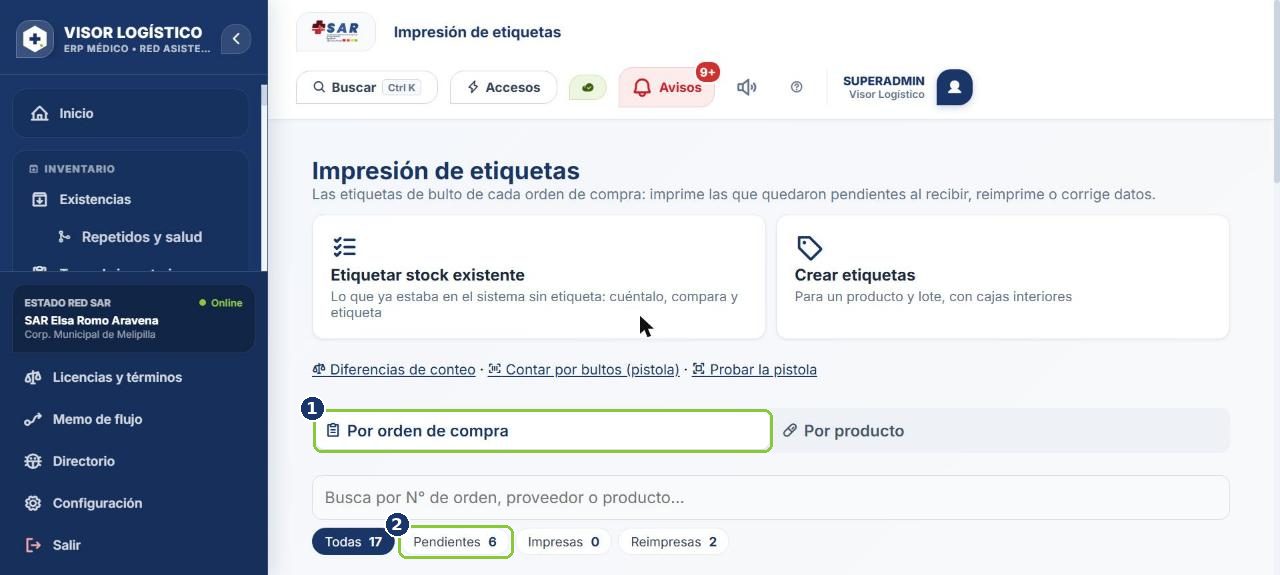 VISOR LOGÍSTICO
ERP MÉDICO • RED ASISTE...
Inicio
INVENTARIO
Existencias
Repetidos y salud
ESTADO RED SAR
Online
SAR Elsa Romo Aravena
Corp. Municipal de Melipilla
Licencias y términos
Memo de flujo
Directorio
Configuración
Salir
SAR
Impresión de etiquetas
Buscar Ctrl K
Accesos
Avisos 9+
SUPERADMIN
Visor Logístico
Impresión de etiquetas
Las etiquetas de bulto de cada orden de compra: imprime las que quedaron pendientes al recibir, reimprime o corrige datos.
Etiquetar stock existente
Lo que ya estaba en el sistema sin etiqueta: cuéntalo, compara y
etiqueta
Crear etiquetas
Para un producto y lote, con cajas interiores
Diferencias de conteo · Contar por bultos (pistola) · Probar la pistola
1
Por orden de compra
Por producto
Busca por N° de orden, proveedor o producto...
2
Todas 17 Pendientes 6 Impresas 0 Reimpresas 2